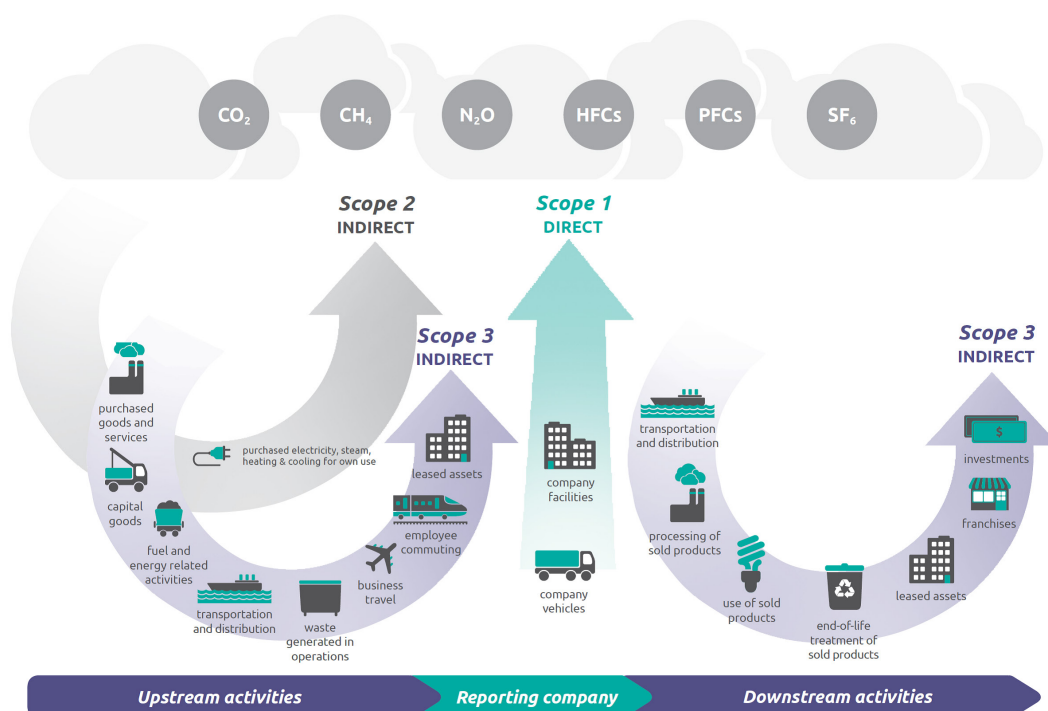 CO₂
CH₄
N₂O
HFCs
PFCs
SF₆
Scope 2
INDIRECT
Scope 1
DIRECT
Scope 3
INDIRECT
Scope 3
INDIRECT
purchased
goods and
services
capital
goods
fuel and
energy related
activities
transportation
and distribution
waste
generated in
operations
business
travel
employee
commuting
leased assets
purchased electricity, steam,
heating & cooling for own use
company
facilities
company
vehicles
transportation
and distribution
processing of
sold products
use of sold
products
end-of-life
treatment of
sold products
leased assets
franchises
$
investments
Upstream activities
Reporting company
Downstream activities